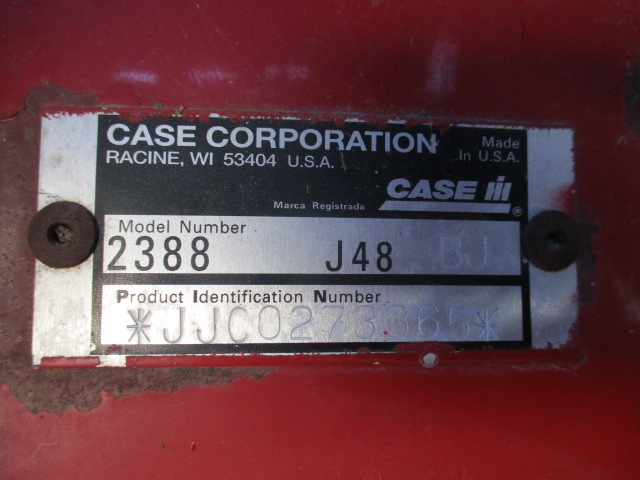 CASE CORPORATION
Made
RACINE, WI 53404 U.S.A.
In U.S.A.
CASE IH
®
Marca Registrada
Model Number
2388 J48 BJ
Product Identification Number
*JJC0273365*